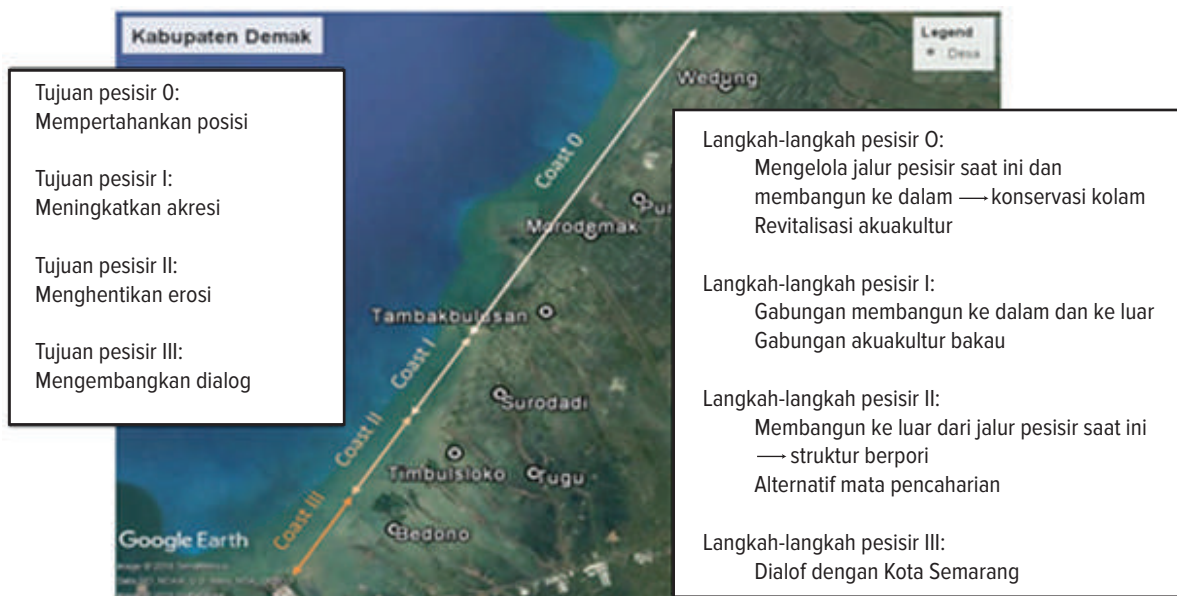 Kabupaten Demak
Legend
Desa
Tujuan pesisir 0:
Mempertahankan posisi
Tujuan pesisir I:
Meningkatkan akresi
Tujuan pesisir II:
Menghentikan erosi
Tujuan pesisir III:
Mengembangkan dialog
Wedung
Coast 0
Morodemak
Tambakbulusan
Coast I
Surodadi
Coast II
Timbulsloko
Tugu
Coast III
Bedono
Google Earth
Langkah-langkah pesisir O:
Mengelola jalur pesisir saat ini dan
membangun ke dalam → konservasi kolam
Revitalisasi akuakultur
Langkah-langkah pesisir I:
Gabungan membangun ke dalam dan ke luar
Gabungan akuakultur bakau
Langkah-langkah pesisir II:
Membangun ke luar dari jalur pesisir saat ini
→ struktur berpori
Alternatif mata pencaharian
Langkah-langkah pesisir III:
Dialof dengan Kota Semarang